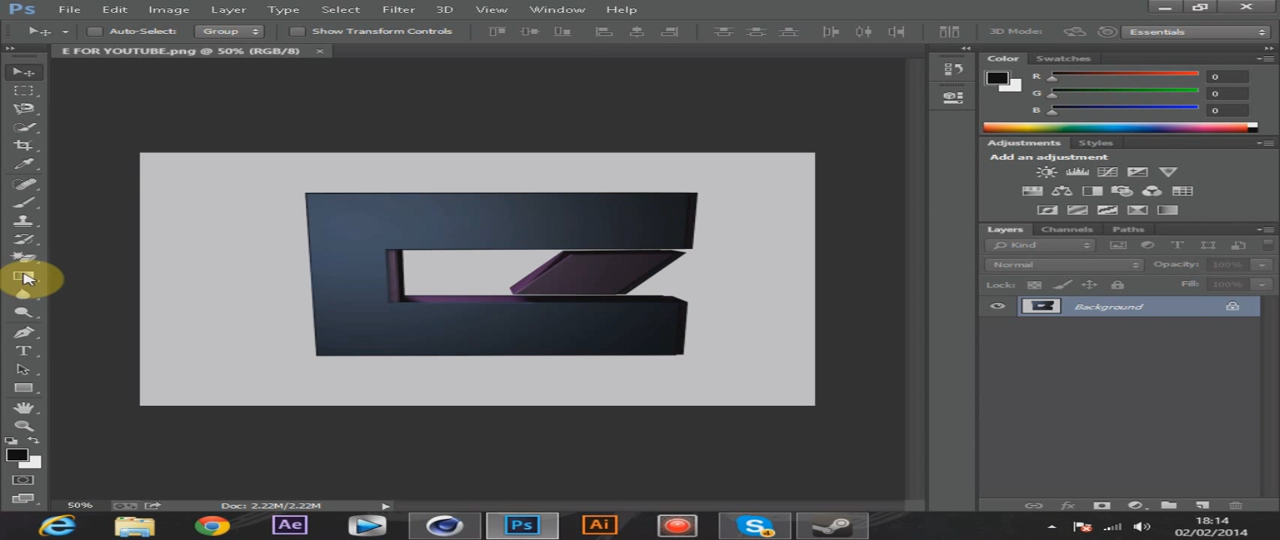 Ps File Edit Image Layer Type Select Filter 3D View Window Help
Auto-Select: Group Show Transform Controls 3D Mode: Essentials
E FOR YOUTUBE.png @ 50% (RGB/8) ×
Color Swatches
R 0
G 0
B 0
Adjustments Styles
Add an adjustment
Layers Channels Paths
Kind
Normal Opacity: 100%
Lock: Fill: 100%
Background
T
50% Doc: 2.22M/2.22M
Ae Ps Ai S 4
18:14
02/02/2014